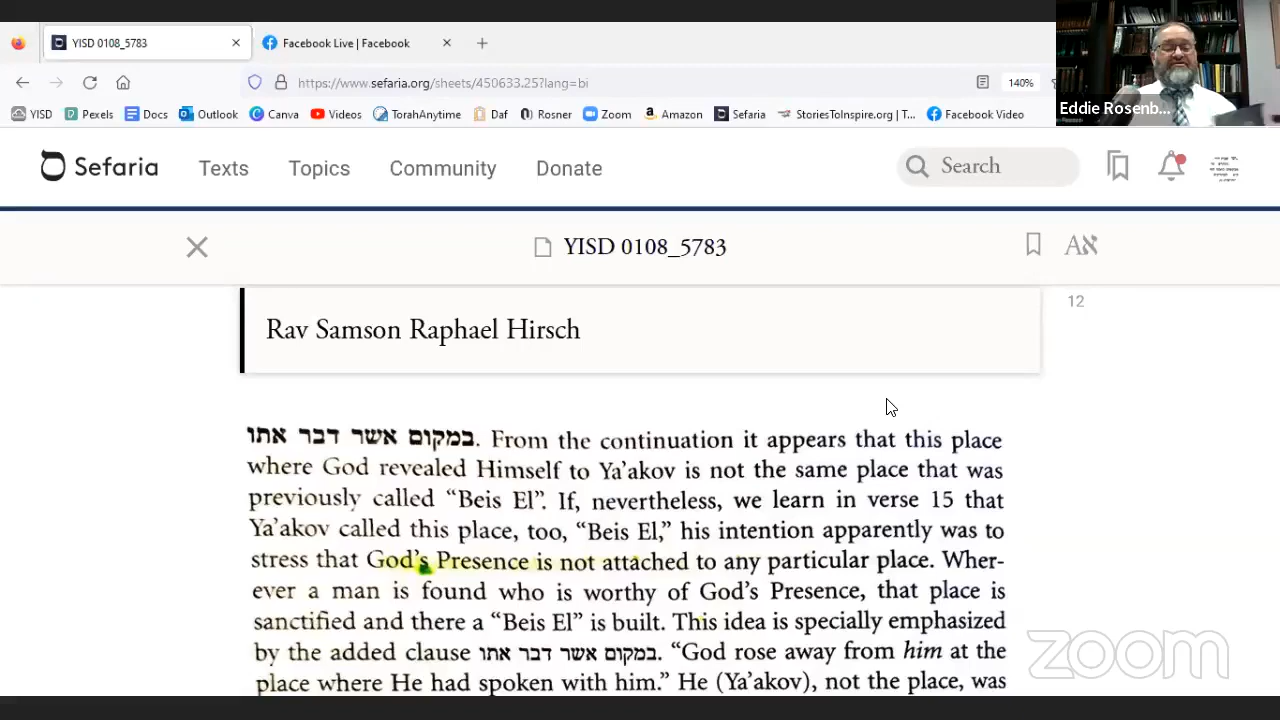 YISD 0108_5783
Facebook Live | Facebook
https://www.sefaria.org/sheets/450633.25?lang=bi
140%
YISD Pexels Docs Outlook Canva Videos TorahAnytime Daf Rosner Zoom Amazon Sefaria StoriesToInspire.org | T... Facebook Video
Eddie Rosenb...
Sefaria Texts Topics Community Donate Search
YISD 0108_5783
Aא
12
Rav Samson Raphael Hirsch
במקום אשר דבר אתו. From the continuation it appears that this place
where God revealed Himself to Ya’akov is not the same place that was
previously called “Beis El”. If, nevertheless, we learn in verse 15 that
Ya’akov called this place, too, “Beis El,” his intention apparently was to
stress that God’s Presence is not attached to any particular place. Wher-
ever a man is found who is worthy of God’s Presence, that place is
sanctified and there a “Beis El” is built. This idea is specially emphasized
by the added clause במקום אשר דבר אתו. “God rose away from him at the
place where He had spoken with him.” He (Ya’akov), not the place, was
zoom